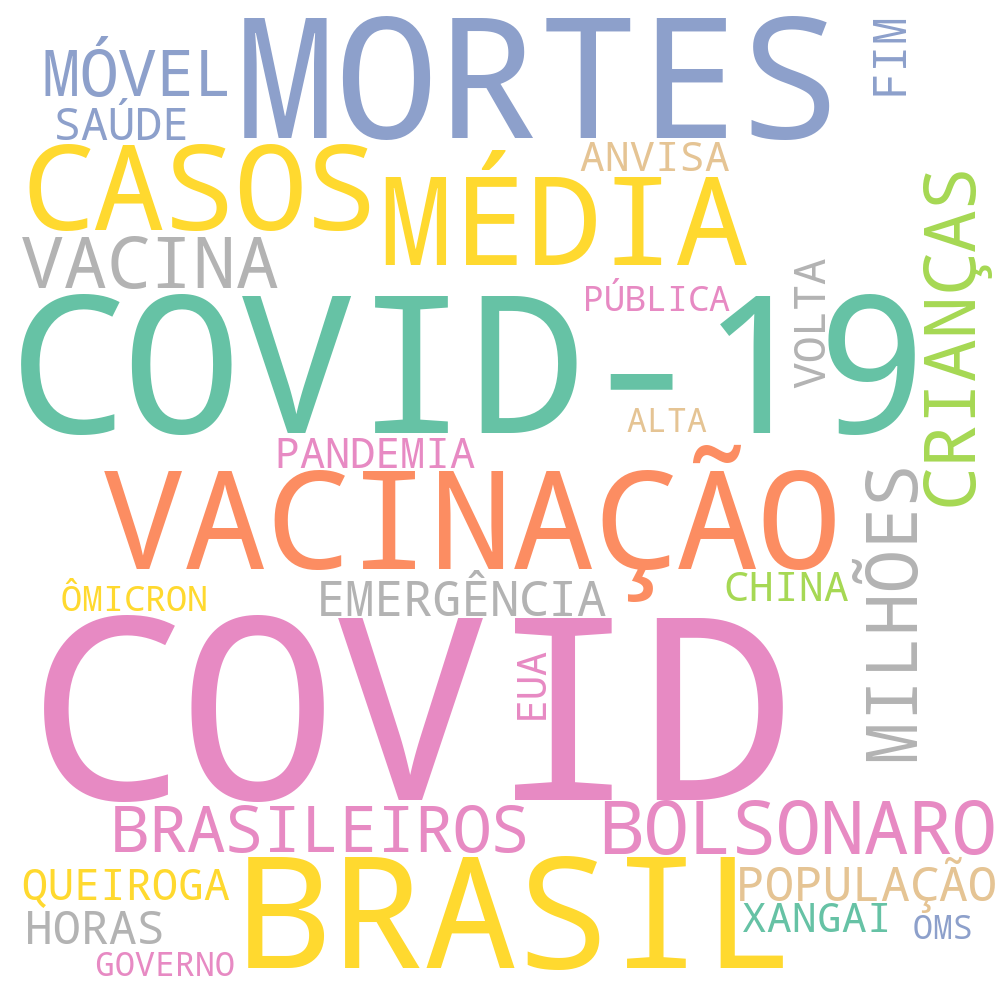 MORTES
MÓVEL
FIM
SAÚDE
CASOS
ANVISA
MÉDIA
CRIANÇAS
VACINA
PÚBLICA
VOLTA
COVID-19
ALTA
PANDEMIA
VACINAÇÃO
MILHÕES
ÔMICRON
EMERGÊNCIA
CHINA
COVID
EUA
BRASILEIROS
BOLSONARO
BRASIL
QUEIROGA
POPULAÇÃO
HORAS
XANGAI
OMS
GOVERNO